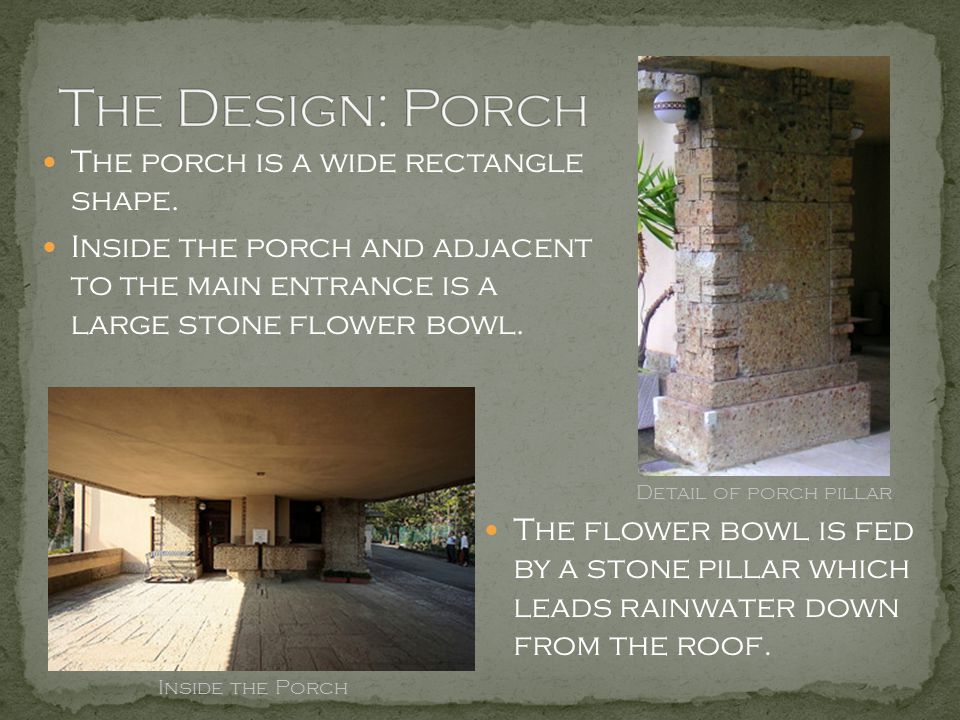 The Design: Porch
• The porch is a wide rectangle
shape.
• Inside the porch and adjacent
to the main entrance is a
large stone flower bowl.
Detail of porch pillar
• The flower bowl is fed
by a stone pillar which
leads rainwater down
from the roof.
Inside the Porch